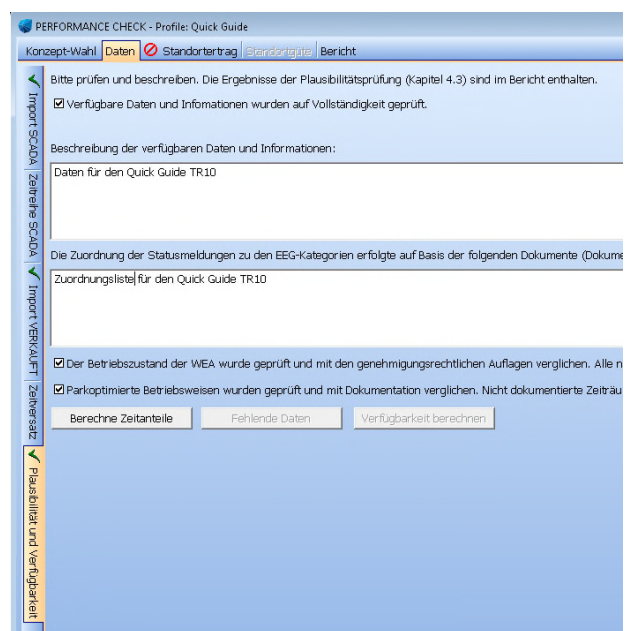 PERFORMANCE CHECK - Profile: Quick Guide
Konzept-Wahl Daten Standortertrag Standortgüte Bericht
Bitte prüfen und beschreiben. Die Ergebnisse der Plausibilitätsprüfung (Kapitel 4.3) sind im Bericht enthalten.
Verfügbare Daten und Infomationen wurden auf Vollständigkeit geprüft.
Beschreibung der verfügbaren Daten und Informationen:
Daten für den Quick Guide TR10
Die Zuordnung der Statusmeldungen zu den EEG-Kategorien erfolgte auf Basis der folgenden Dokumente (Dokume
Zuordnungsliste für den Quick Guide TR10
Der Betriebszustand der WEA wurde geprüft und mit den genehmigungsrechtlichen Auflagen verglichen. Alle n
Parkoptimierte Betriebsweisen wurden geprüft und mit Dokumentation verglichen. Nicht dokumentierte Zeiträu
Berechne Zeitanteile Fehlende Daten Verfügbarkeit berechnen
Import SCADA
Zeitreihe SCADA
Import VERKAUFT
Zeitversatz
Plausibilität und Verfügbarkeit